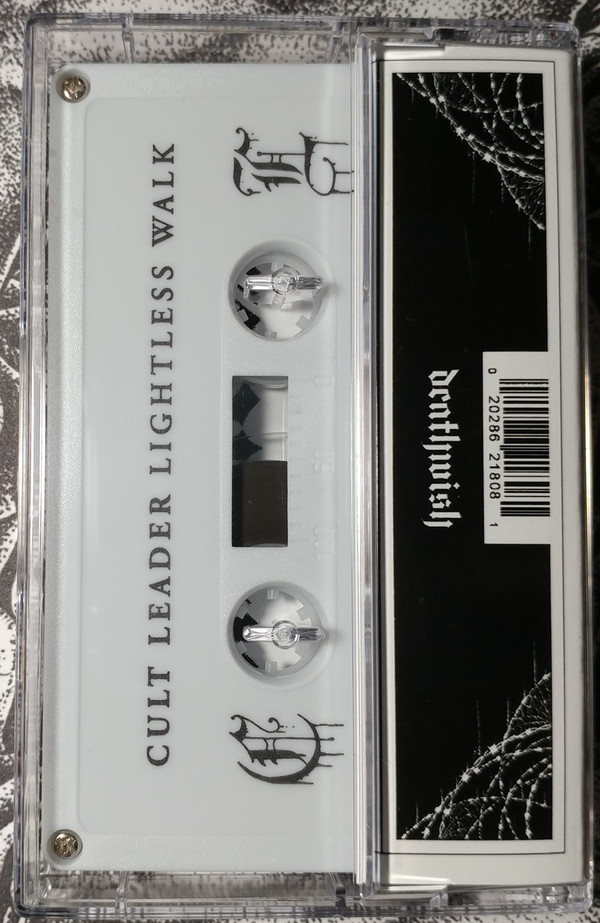 CULT LEADER LIGHTLESS WALK
C L
deathwish
0 20286 21808 1